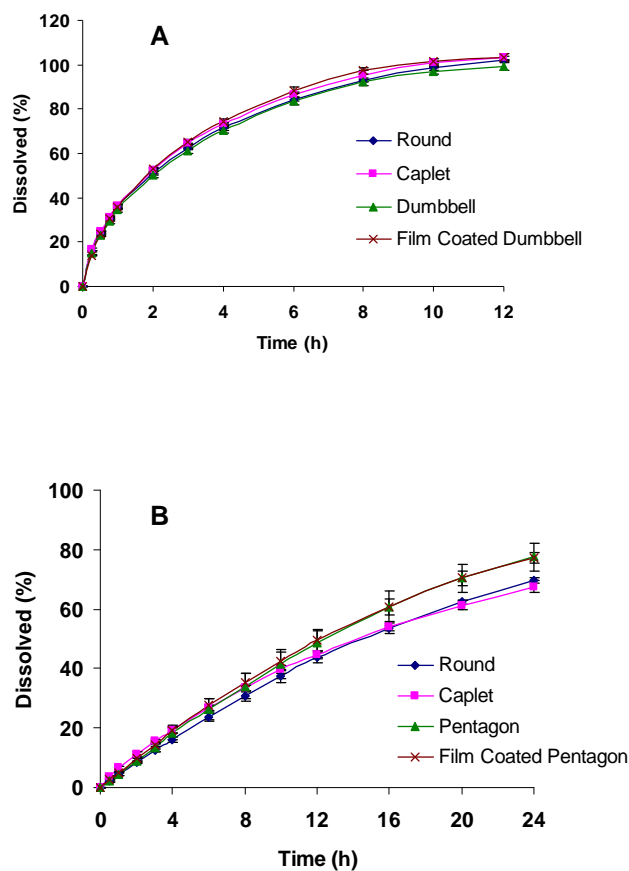 A
Dissolved (%)
120
100
80
60
40
20
0
0 2 4 6 8 10 12
Time (h)
Round
Caplet
Dumbbell
Film Coated Dumbbell
B
Dissolved (%)
100
80
60
40
20
0
0 4 8 12 16 20 24
Time (h)
Round
Caplet
Pentagon
Film Coated Pentagon